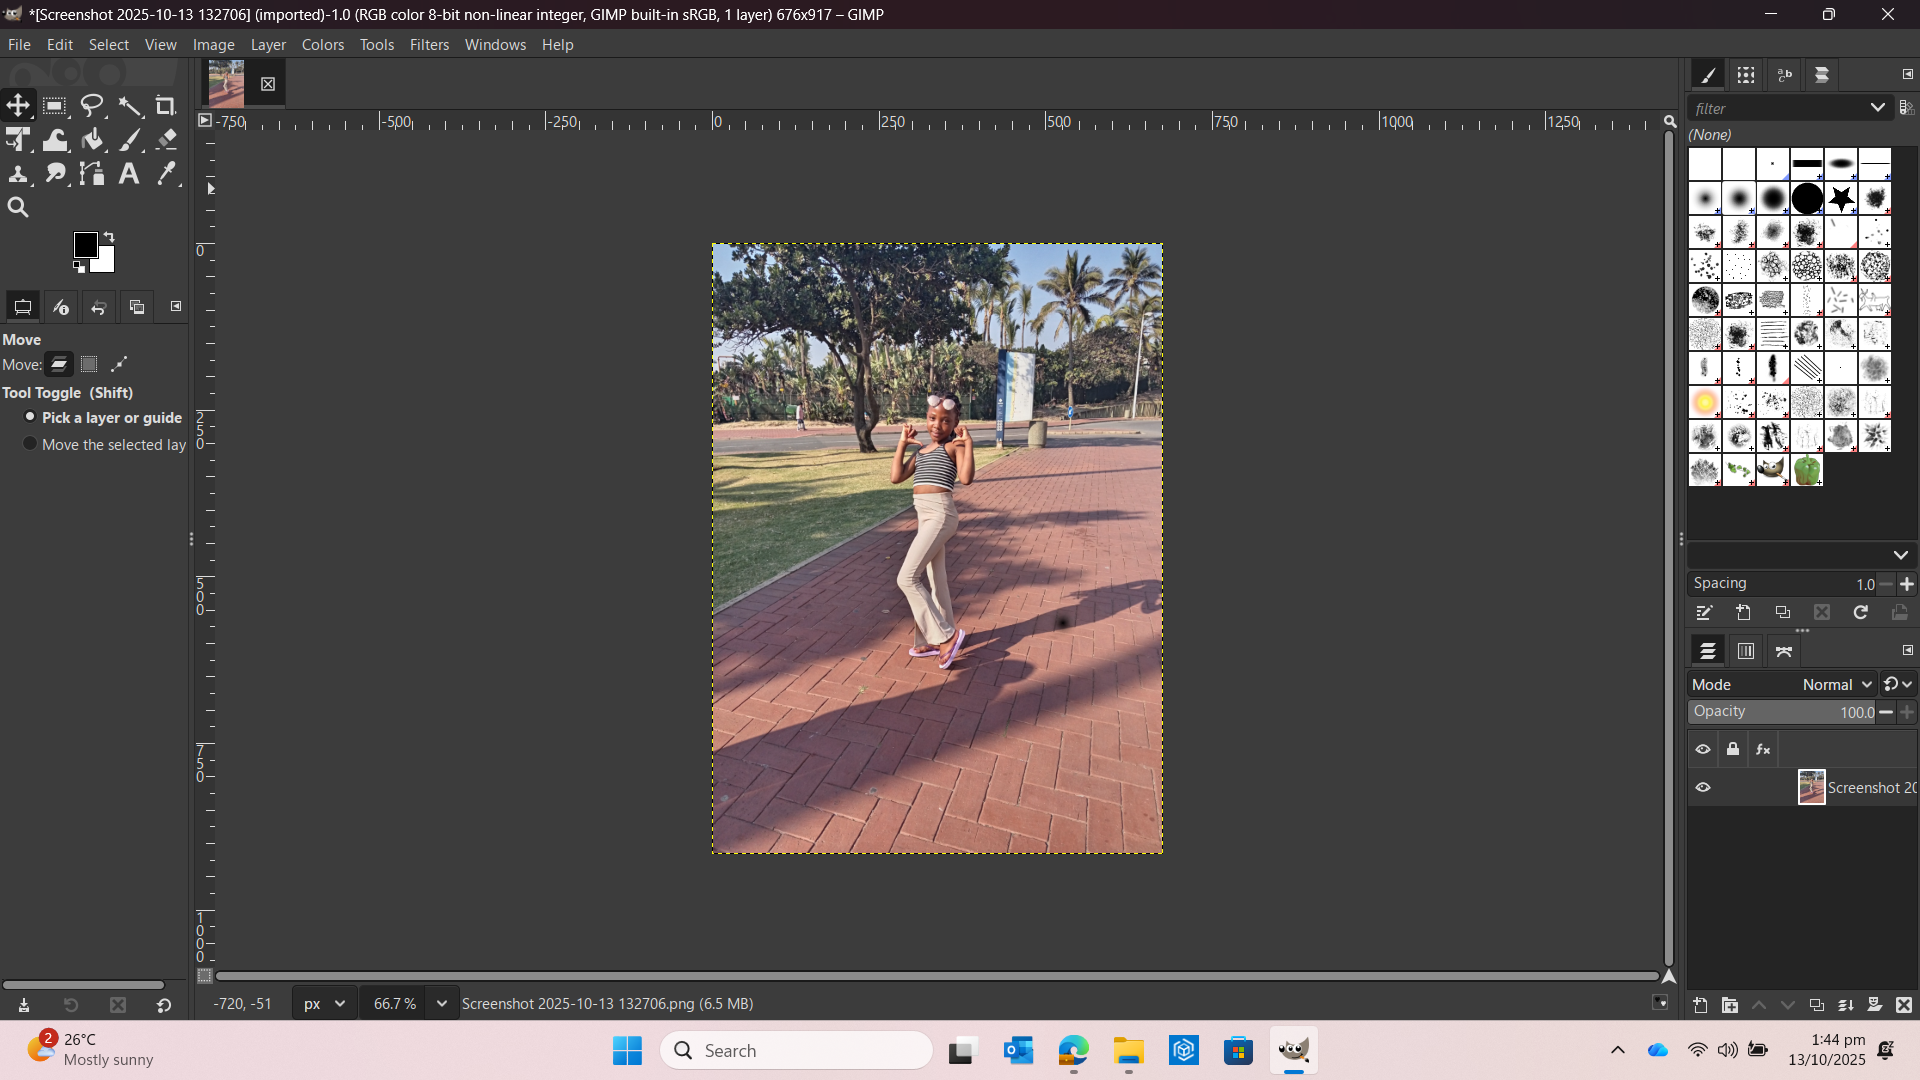 *[Screenshot 2025-10-13 132706] (imported)-1.0 (RGB color 8-bit non-linear integer, GIMP built-in sRGB, 1 layer) 676x917 – GIMP
File Edit Select View Image Layer Colors Tools Filters Windows Help
filter
(None)
-750 -500 -250 0 250 500 750 1000 1250
0
250
500
750
1000
Move
Move:
Tool Toggle (Shift)
Pick a layer or guide
Move the selected lay
Spacing 1.0
Mode Normal
Opacity 100.0
fx
Screenshot 20
-720, -51 px 66.7 % Screenshot 2025-10-13 132706.png (6.5 MB)
2
26°C
Mostly sunny
Search
1:44 pm
13/10/2025